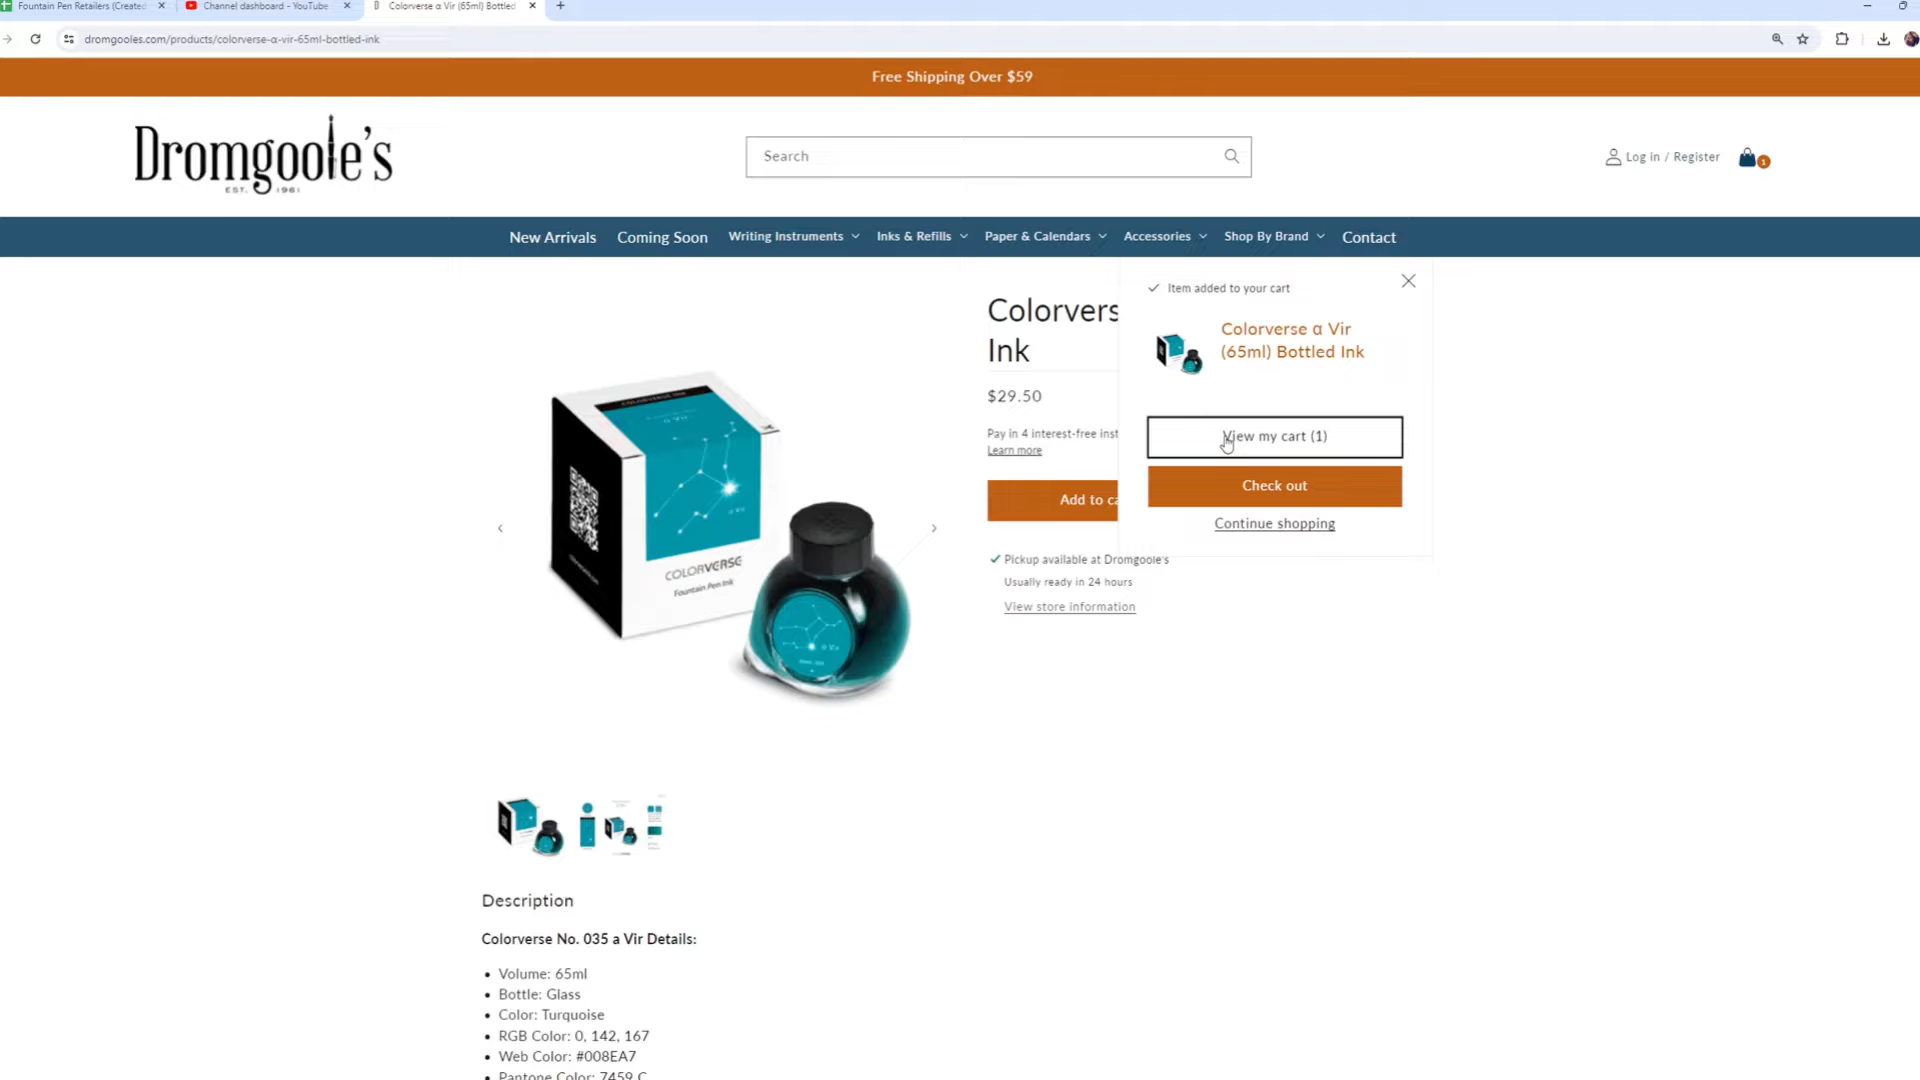 Fountain Pen Retailers (Created
Channel dashboard - YouTube
Colorverse α Vir (65ml) Bottled
dromgooles.com/products/colorverse-α-vir-65ml-bottled-ink
Free Shipping Over $59
Dromgoole's
EST. 1961
Search
Log in / Register
1
New Arrivals
Coming Soon
Writing Instruments
Inks & Refills
Paper & Calendars
Accessories
Shop By Brand
Contact
Item added to your cart
Colorverse α Vir
(65ml) Bottled Ink
View my cart (1)
Check out
Continue shopping
Colorvers
Ink
$29.50
Pay in 4 interest-free inst
Learn more
Add to ca
Pickup available at Dromgoole's
Usually ready in 24 hours
View store information
COLORVERSE INK
α Vir
COLORVERSE
Fountain Pen Ink
α Vir
Description
Colorverse No. 035 a Vir Details:
Volume: 65ml
Bottle: Glass
Color: Turquoise
RGB Color: 0, 142, 167
Web Color: #008EA7
Pantone Color: 7459 C